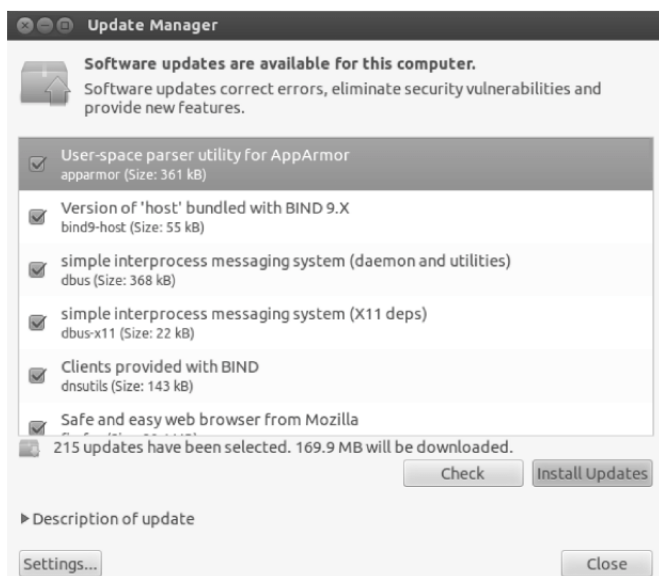 Update Manager
Software updates are available for this computer.
Software updates correct errors, eliminate security vulnerabilities and
provide new features.
User-space parser utility for AppArmor
apparmor (Size: 361 kB)
Version of 'host' bundled with BIND 9.X
bind9-host (Size: 55 kB)
simple interprocess messaging system (daemon and utilities)
dbus (Size: 368 kB)
simple interprocess messaging system (X11 deps)
dbus-x11 (Size: 22 kB)
Clients provided with BIND
dnsutils (Size: 143 kB)
Safe and easy web browser from Mozilla
215 updates have been selected. 169.9 MB will be downloaded.
Check Install Updates
Description of update
Settings... Close